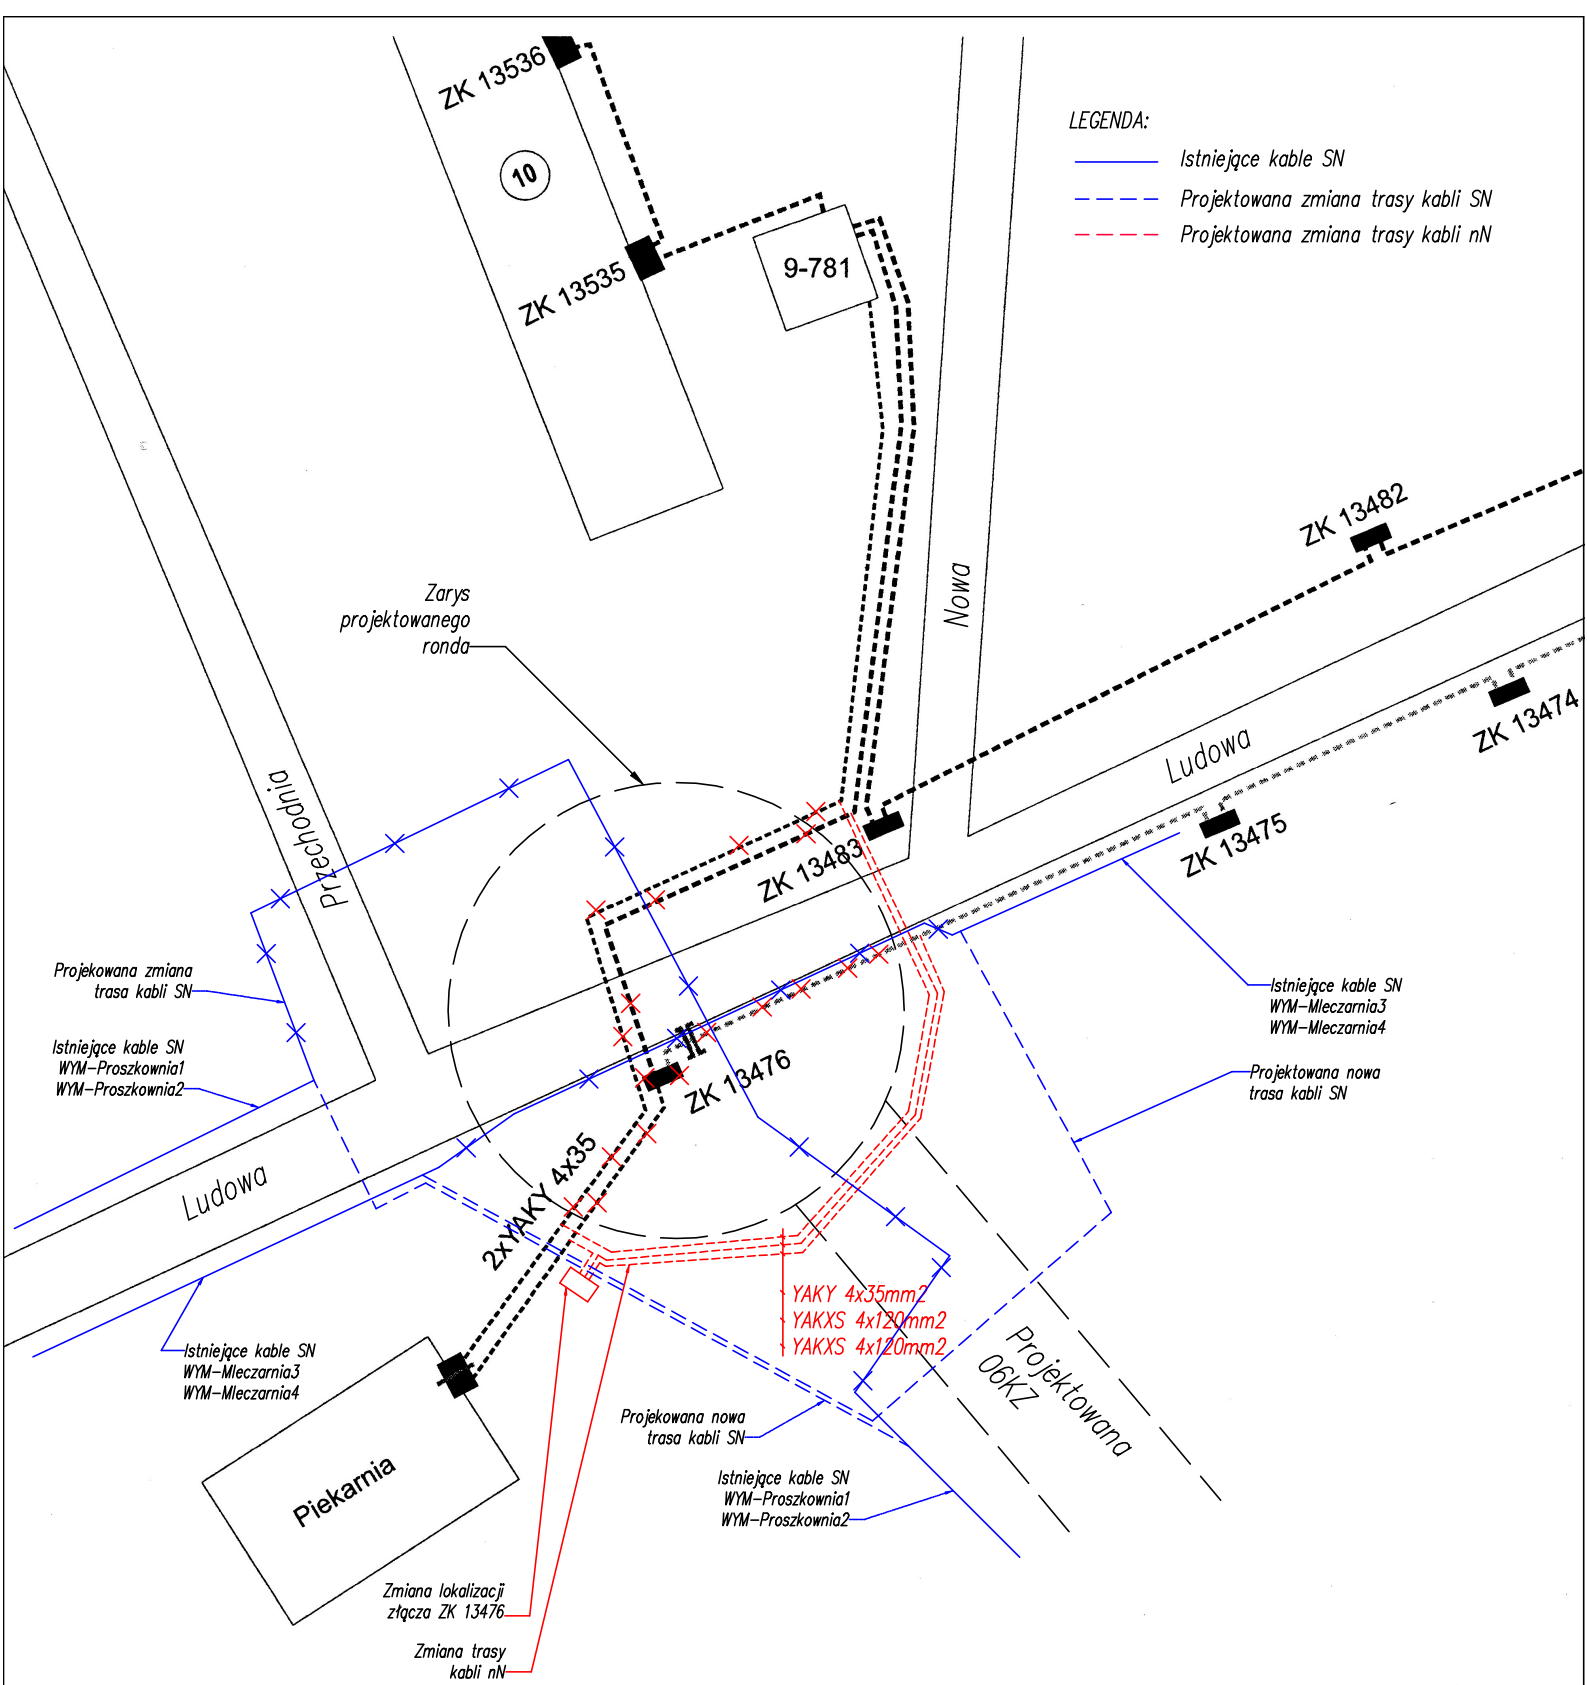 ZK 13536
10
ZK 13535
9-781
LEGENDA:
Istniejące kable SN
Projektowana zmiana trasy kabli SN
Projektowana zmiana trasy kabli nN
ZK 13482
Nowa
Zarys
projektowanego
ronda
Ludowa
ZK 13474
ZK 13475
Przechodnia
ZK 13483
Projekowana zmiana
trasa kabli SN
Istniejące kable SN
WYM-Proszkownia1
WYM-Proszkownia2
Istniejące kable SN
WYM-Mleczarnia3
WYM-Mleczarnia4
Projektowana nowa
trasa kabli SN
ZK 13476
Ludowa
2xYAKY 4x35
YAKY 4x35mm2
YAKXS 4x120mm2
YAKXS 4x120mm2
Istniejące kable SN
WYM-Mleczarnia3
WYM-Mleczarnia4
Projektowana
06KZ
Projekowana nowa
trasa kabli SN
Istniejące kable SN
WYM-Proszkownia1
WYM-Proszkownia2
Piekarnia
Zmiana lokalizacji
złącza ZK 13476
Zmiana trasy
kabli nN